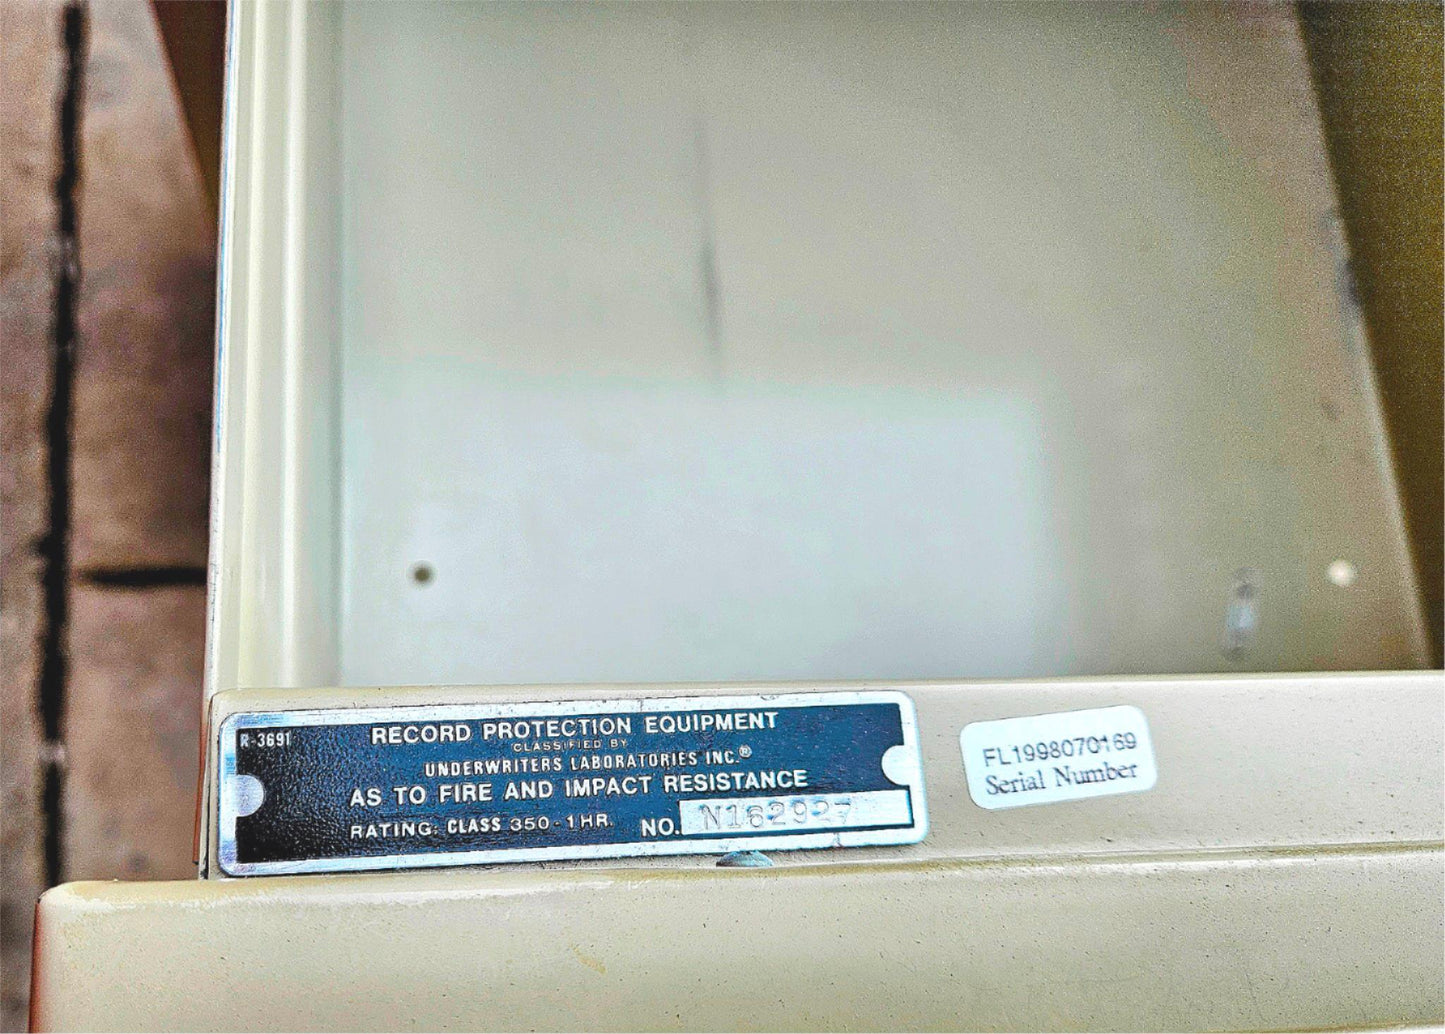 R-3691
RECORD PROTECTION EQUIPMENT
CLASSIFIED BY
UNDERWRITERS LABORATORIES INC.®
AS TO FIRE AND IMPACT RESISTANCE
RATING: CLASS 350-1HR. NO. N162927
FL1998070169
Serial Number